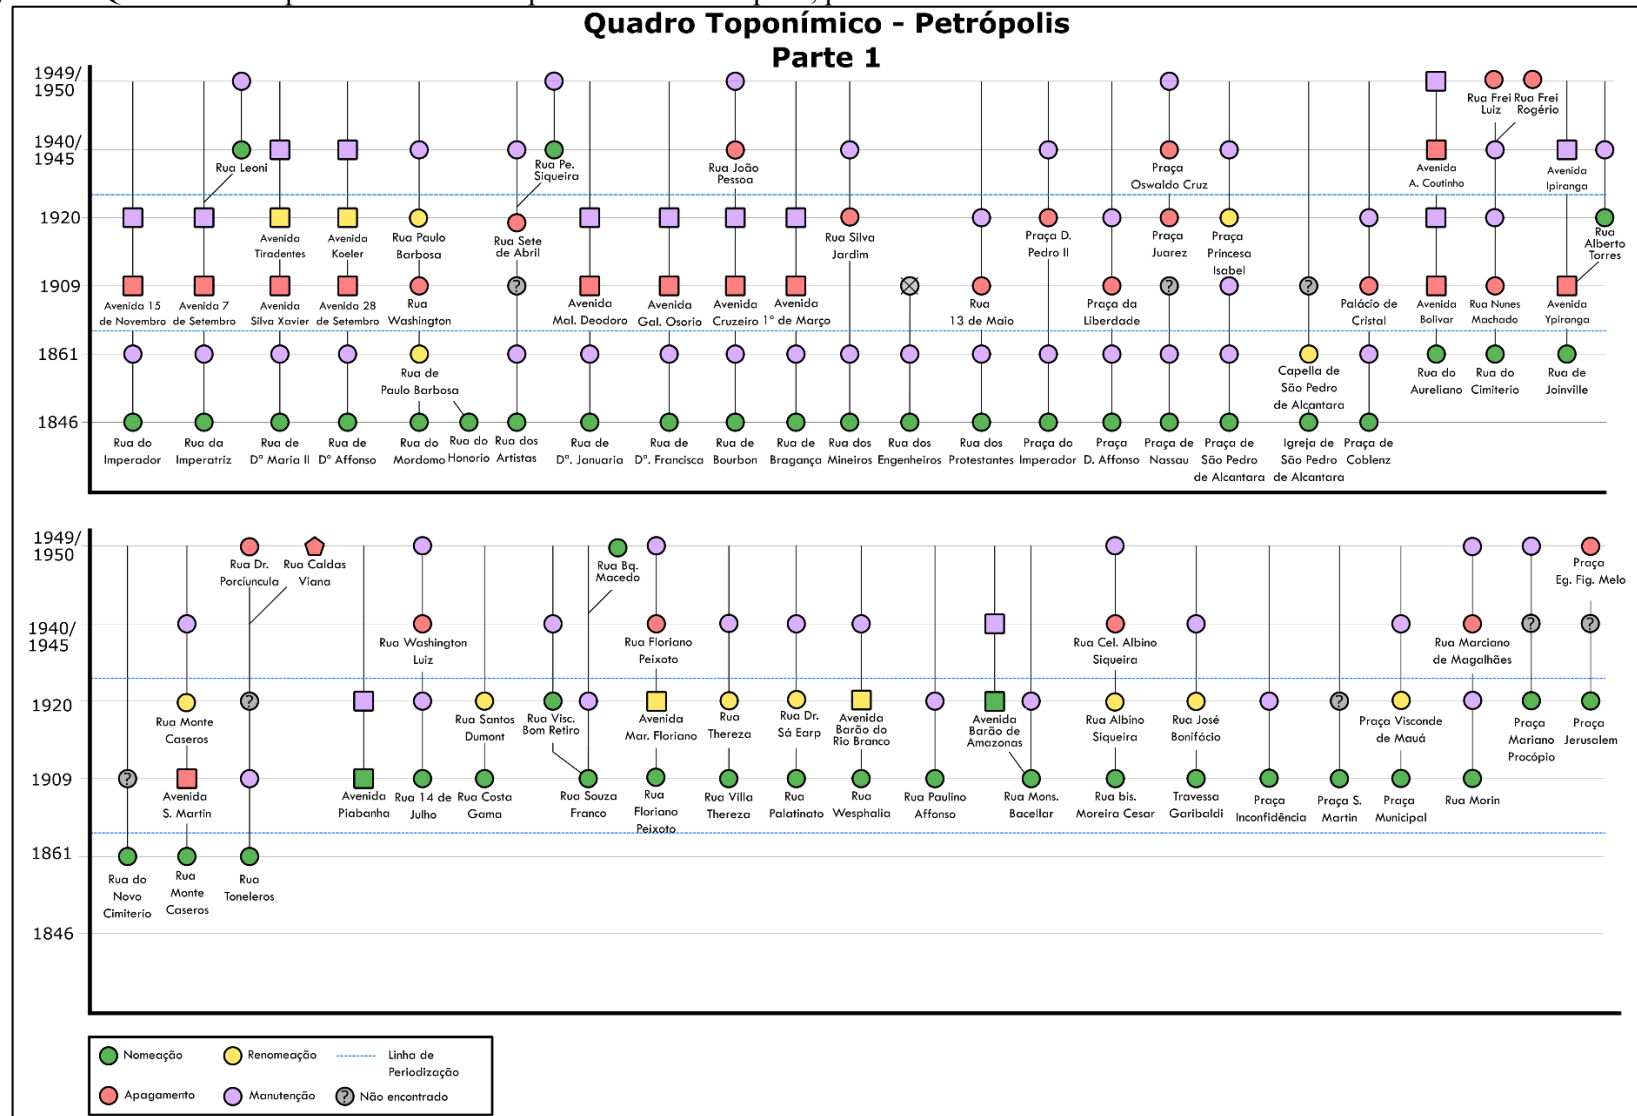 Quadro Toponímico - Petrópolis
Parte 1
1949/
1950
Rua Frei
Luiz
Rua Frei
Rogério
1940/
1945
Rua Leoni
Rua Pe.
Siqueira
Rua João
Pessoa
Praça
Oswaldo Cruz
Avenida
A. Coutinho
Avenida
Ipiranga
1920
Avenida
Tiradentes
Avenida
Koeler
Rua Paulo
Barbosa
Rua Sete
de Abril
Rua Silva
Jardim
Praça D.
Pedro II
Praça
Juarez
Praça
Princesa
Isabel
Rua
Alberto
Torres
1909
?
?
?
Avenida 15
de Novembro
Avenida 7
de Setembro
Avenida
Silva Xavier
Avenida 28
de Setembro
Rua
Washington
Avenida
Mal. Deodoro
Avenida
Gal. Osorio
Avenida
Cruzeiro
Avenida
1º de Março
Rua
13 de Maio
Praça da
Liberdade
Palácio de
Cristal
Avenida
Bolivar
Rua Nunes
Machado
Avenida
Ypiranga
1861
Rua de
Paulo Barbosa
Capella de
São Pedro
de Alcantara
Rua do
Aureliano
Rua do
Cimiterio
Rua de
Joinville
1846
Rua do
Imperador
Rua da
Imperatriz
Rua de
Dª Maria II
Rua de
Dº Affonso
Rua do
Mordomo
Rua do
Honorio
Rua dos
Artistas
Rua de
Dª. Januaria
Rua de
Dª. Francisca
Rua de
Bourbon
Rua de
Bragança
Rua dos
Mineiros
Rua dos
Engenheiros
Rua dos
Protestantes
Praça do
Imperador
Praça
D. Affonso
Praça de
Nassau
Praça de
São Pedro
de Alcantara
Igreja de
São Pedro
de Alcantara
Praça de
Coblenz
1949/
1950
Rua Dr.
Porciuncula
Rua Caldas
Viana
Rua Bq.
Macedo
Praça
Eg. Fig. Melo
1940/
1945
?
?
Rua Washington
Luiz
Rua Floriano
Peixoto
Rua Cel. Albino
Siqueira
Rua Marciano
de Magalhães
1920
?
?
Rua Monte
Caseros
Rua Santos
Dumont
Rua Visc.
Bom Retiro
Avenida
Mar. Floriano
Rua
Thereza
Rua Dr.
Sá Earp
Avenida
Barão do
Rio Branco
Avenida
Barão de
Amazonas
Rua Albino
Siqueira
Rua José
Bonifácio
Praça Visconde
de Mauá
Praça
Mariano
Procópio
Praça
Jerusalem
1909
?
Avenida
S. Martin
Avenida
Piabanha
Rua 14 de
Julho
Rua Costa
Gama
Rua Souza
Franco
Rua
Floriano
Peixoto
Rua Villa
Thereza
Rua
Palatinato
Rua
Wesphalia
Rua Paulino
Affonso
Rua Mons.
Bacellar
Rua bis.
Moreira Cesar
Travessa
Garibaldi
Praça
Inconfidência
Praça S.
Martin
Praça
Municipal
Rua Morin
1861
Rua do
Novo
Cimiterio
Rua
Monte
Caseros
Rua
Toneleros
1846
Nomeação
Renomeação
Linha de
Periodização
Apagamento
Manutenção
? Não encontrado